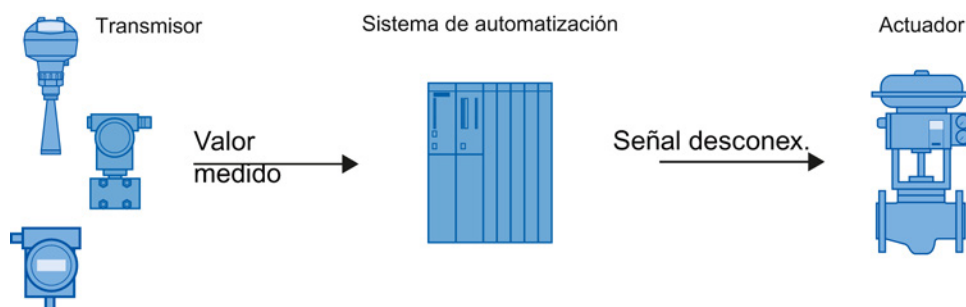 Transmisor
Sistema de automatización
Actuador
Valor
medido
Señal desconex.